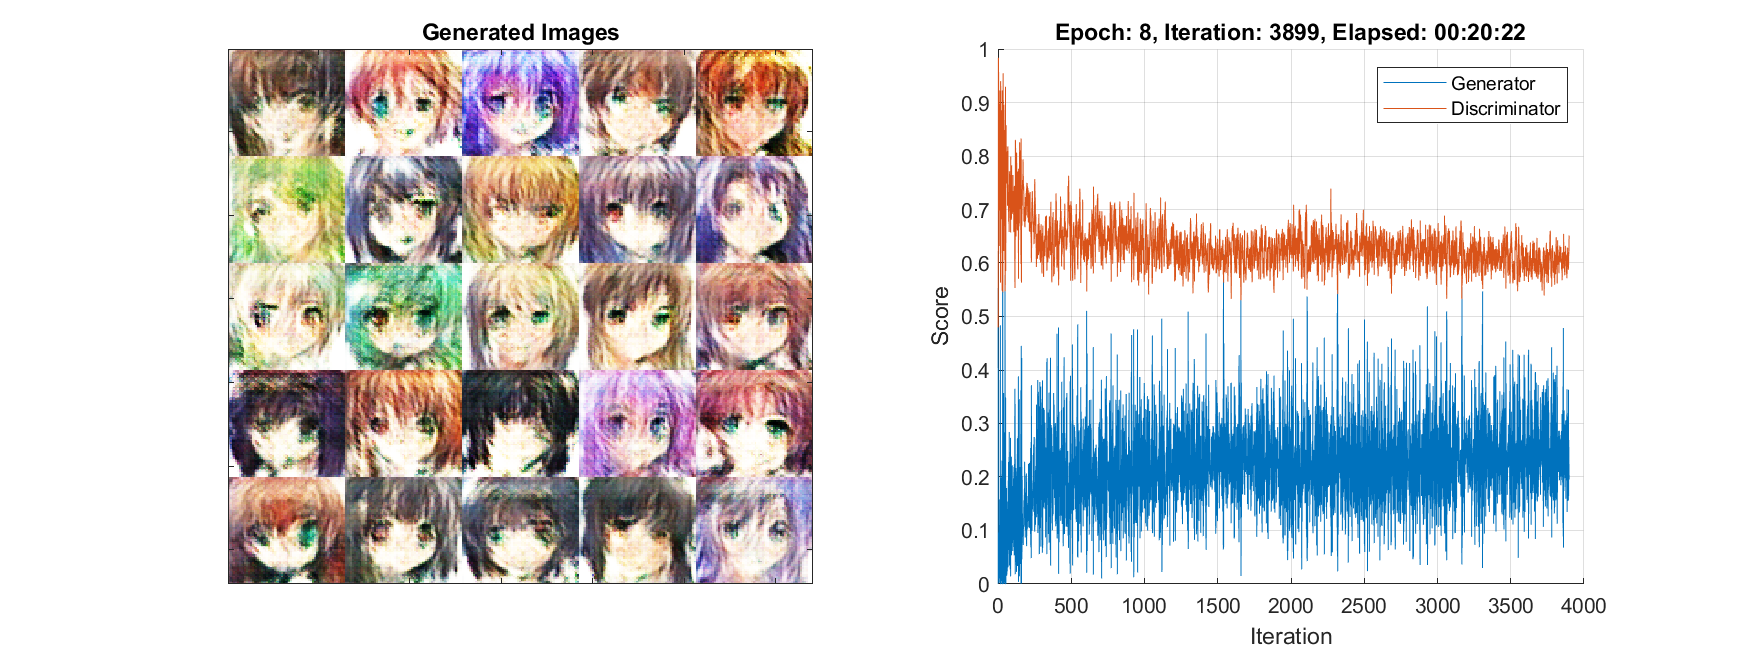 Generated Images
Epoch: 8, Iteration: 3899, Elapsed: 00:20:22
Generator
Discriminator
1
0.9
0.8
0.7
0.6
0.5
0.4
0.3
0.2
0.1
0
Score
0 500 1000 1500 2000 2500 3000 3500 4000
Iteration